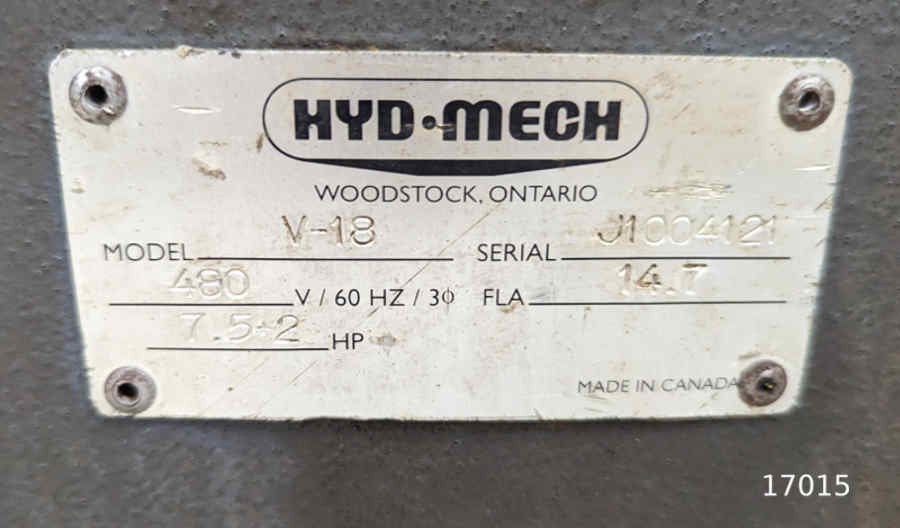 HYD·MECH
WOODSTOCK, ONTARIO
MODEL V-18 SERIAL J1004121
480 V / 60 HZ / 3ϕ FLA 14.7
7.5+2 HP
MADE IN CANADA
17015